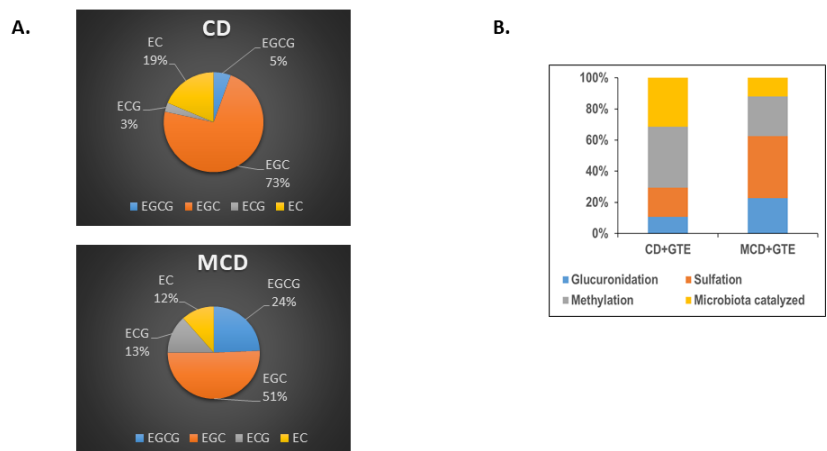 A.
CD
EC
19%
EGCG
5%
ECG
3%
EGC
73%
EGCG EGC ECG EC
MCD
EC
12%
EGCG
24%
ECG
13%
EGC
51%
EGCG EGC ECG EC
B.
100%
80%
60%
40%
20%
0%
CD+GTE MCD+GTE
Glucuronidation Sulfation
Methylation Microbiota catalyzed